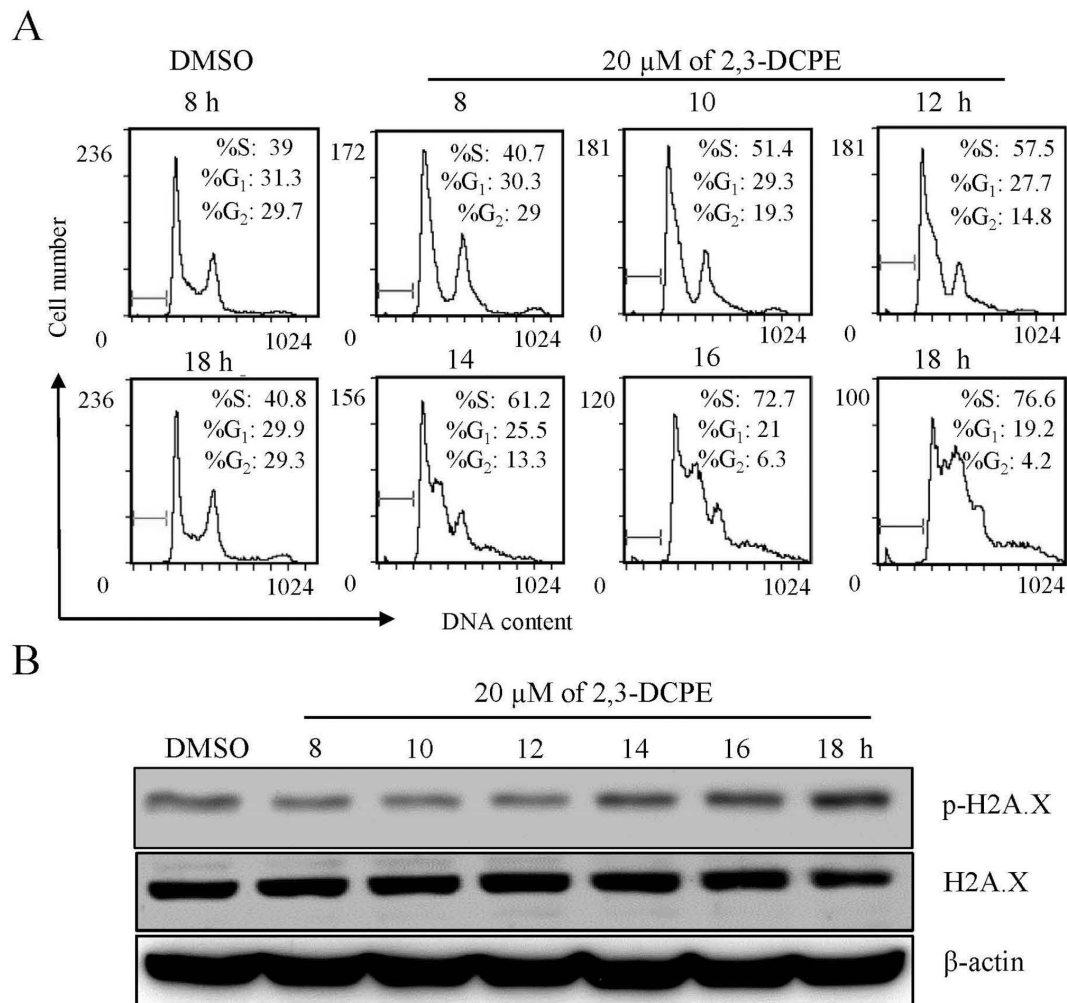 A
DMSO
20 µM of 2,3-DCPE
8 h
8
10
12 h
236
%S: 39
%G1: 31.3
%G2: 29.7
0
1024
172
%S: 40.7
%G1: 30.3
%G2: 29
0
1024
181
%S: 51.4
%G1: 29.3
%G2: 19.3
0
1024
181
%S: 57.5
%G1: 27.7
%G2: 14.8
0
1024
Cell number
18 h
14
16
18 h
236
%S: 40.8
%G1: 29.9
%G2: 29.3
0
1024
156
%S: 61.2
%G1: 25.5
%G2: 13.3
0
1024
120
%S: 72.7
%G1: 21
%G2: 6.3
0
1024
100
%S: 76.6
%G1: 19.2
%G2: 4.2
0
1024
DNA content
B
20 µM of 2,3-DCPE
DMSO 8 10 12 14 16 18 h
p-H2A.X
H2A.X
β-actin